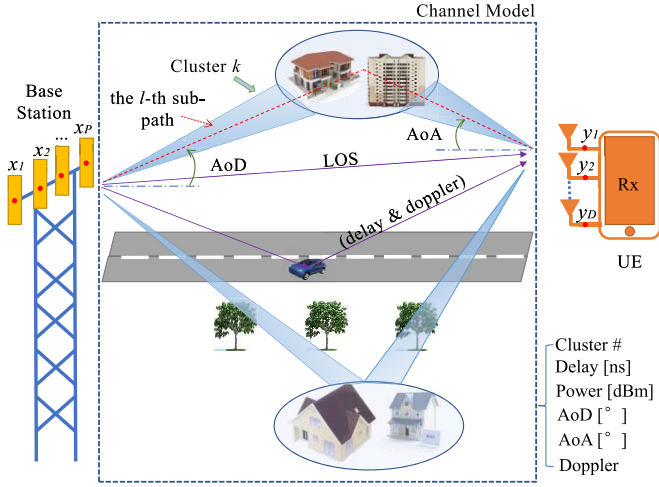 Channel Model
Cluster k
the l-th sub-
path
Base
Station
x1
x2
...
xP
AoD
AoA
LOS
(delay & doppler)
y1
y2
yD
Rx
UE
Cluster #
Delay [ns]
Power [dBm]
AoD [°]
AoA [°]
Doppler